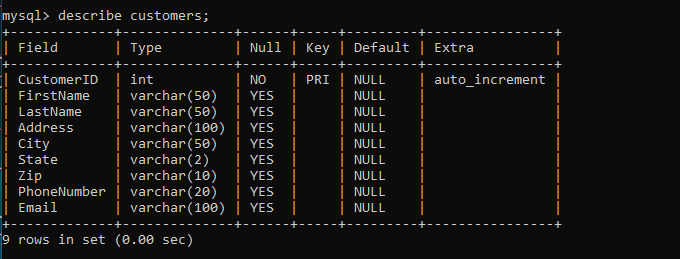 mysql> describe customers;
+-------------+--------------+------+-----+---------+----------------+
| Field       | Type         | Null | Key | Default | Extra          |
+-------------+--------------+------+-----+---------+----------------+
| CustomerID  | int          | NO   | PRI | NULL    | auto_increment |
| FirstName   | varchar(50)  | YES  |     | NULL    |                |
| LastName    | varchar(50)  | YES  |     | NULL    |                |
| Address     | varchar(100) | YES  |     | NULL    |                |
| City        | varchar(50)  | YES  |     | NULL    |                |
| State       | varchar(2)   | YES  |     | NULL    |                |
| Zip         | varchar(10)  | YES  |     | NULL    |                |
| PhoneNumber | varchar(20)  | YES  |     | NULL    |                |
| Email       | varchar(100) | YES  |     | NULL    |                |
+-------------+--------------+------+-----+---------+----------------+
9 rows in set (0.00 sec)